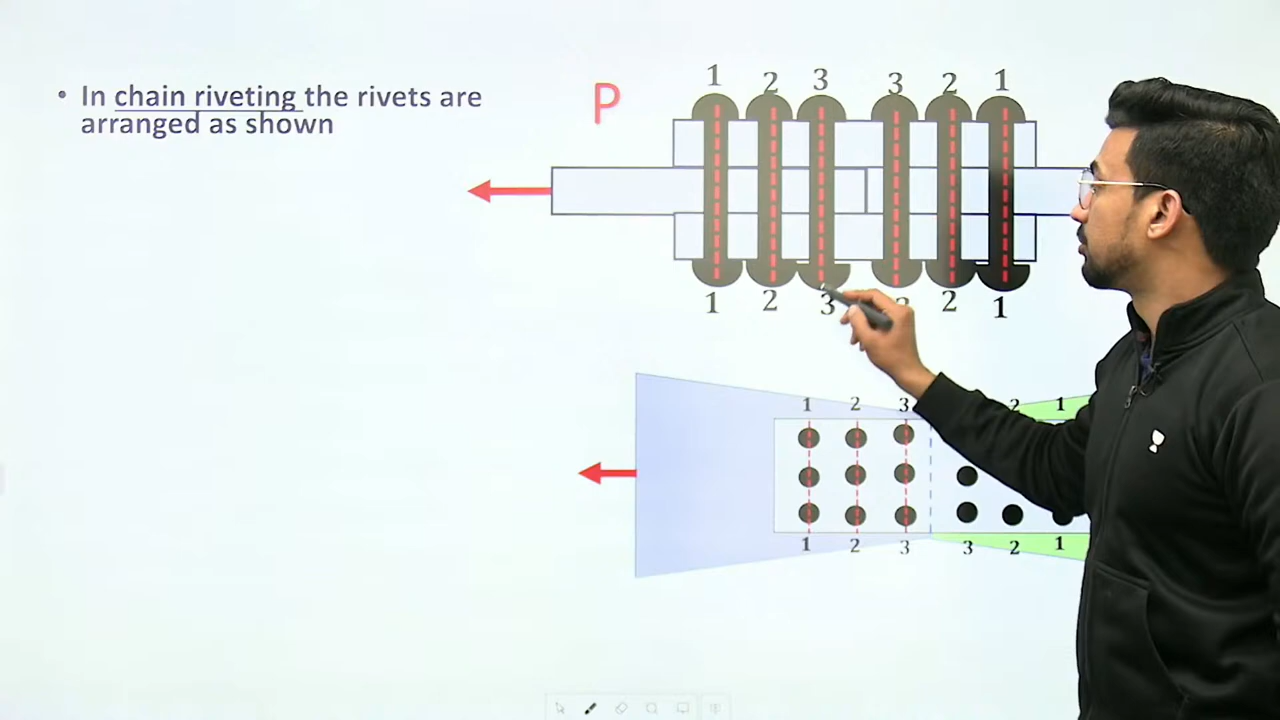 • In chain riveting the rivets are
arranged as shown
P
1 2 3 3 2 1
1 2 3 2 1
1 2 3 2 1
1 2 3 3 2 1